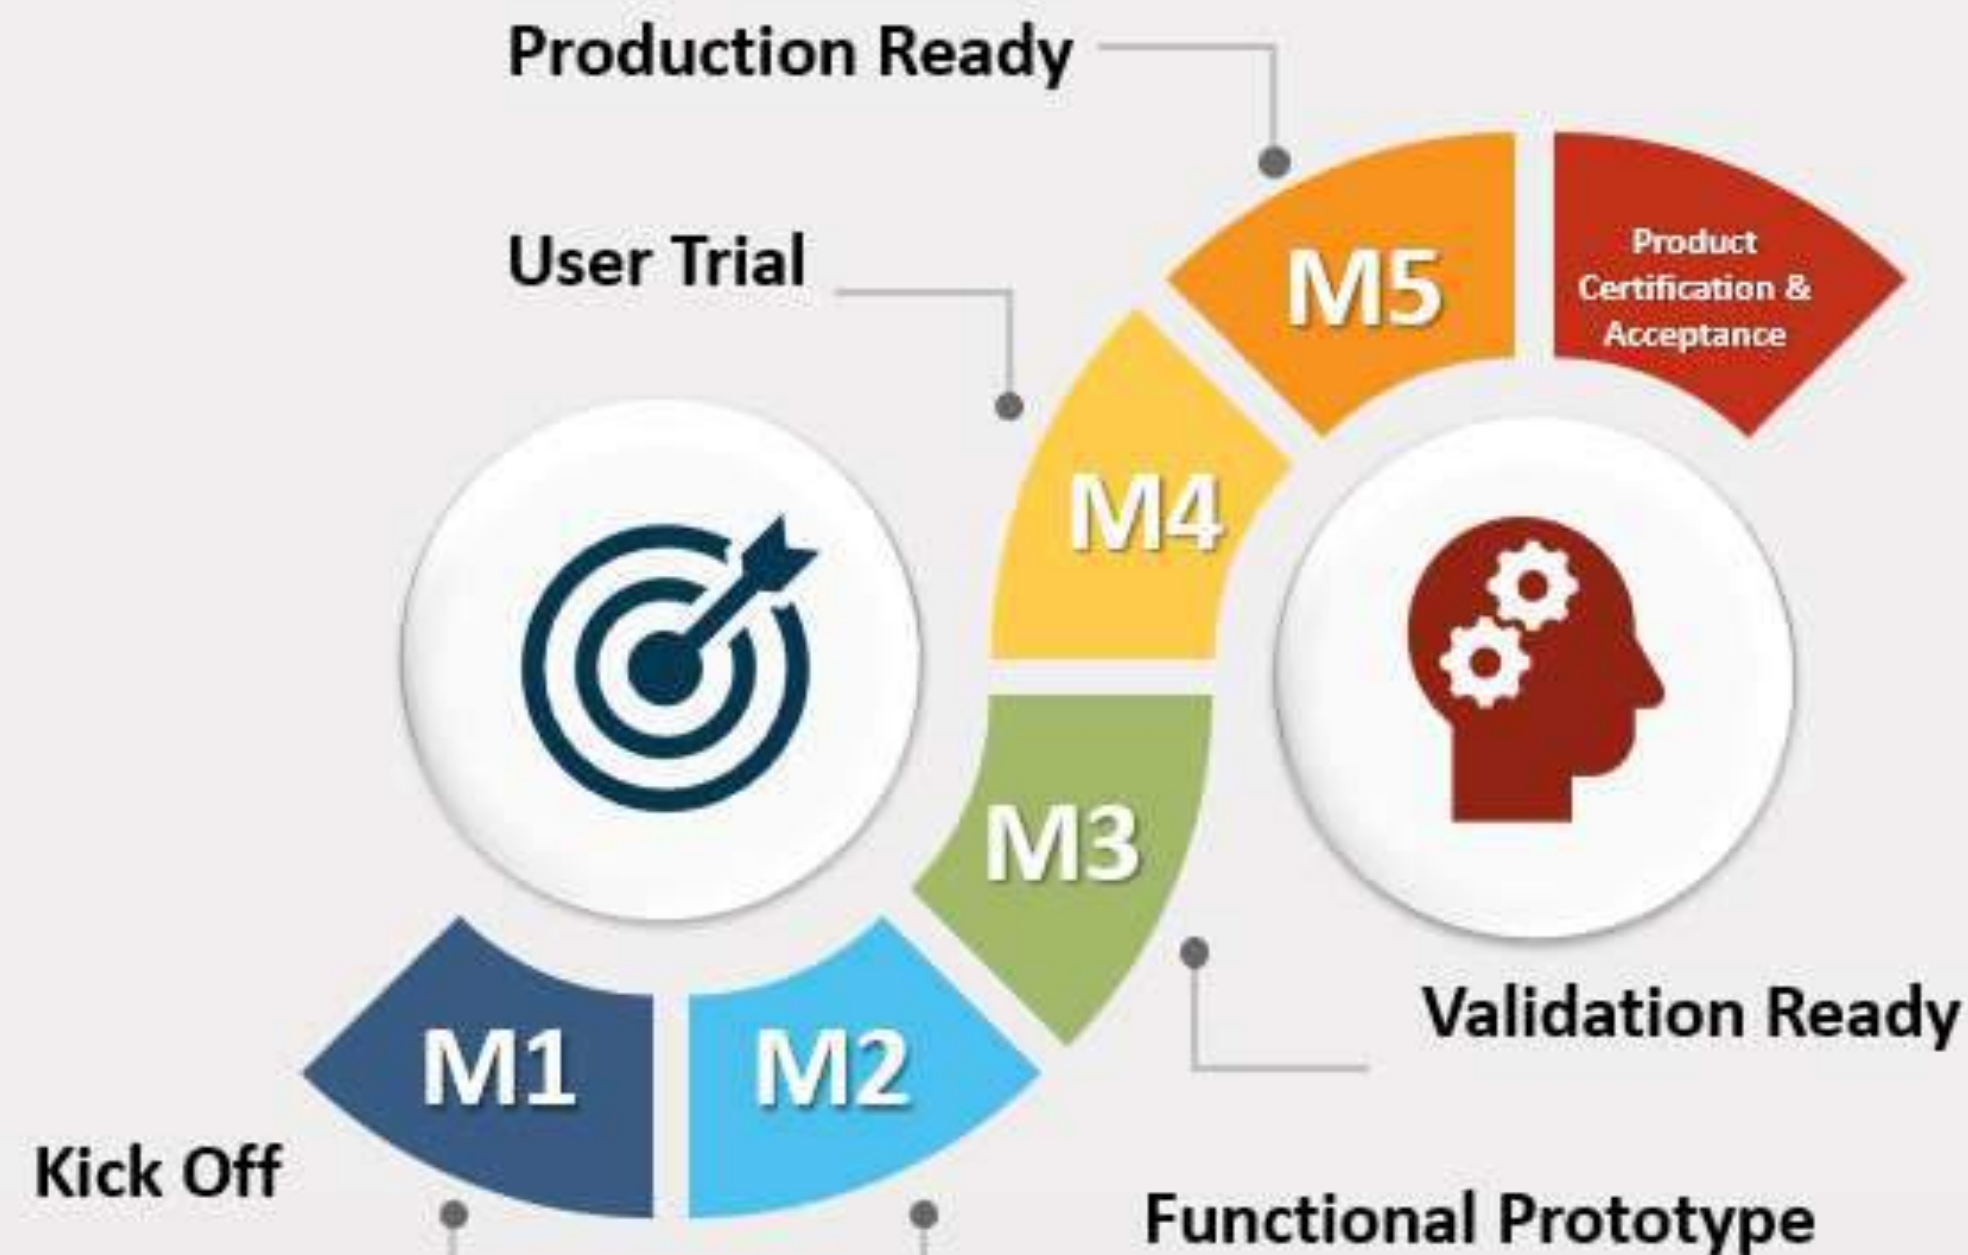 Production Ready
User Trial
M5
Product
Certification &
Acceptance
M4
M3
Validation Ready
M1
M2
Kick Off
Functional Prototype